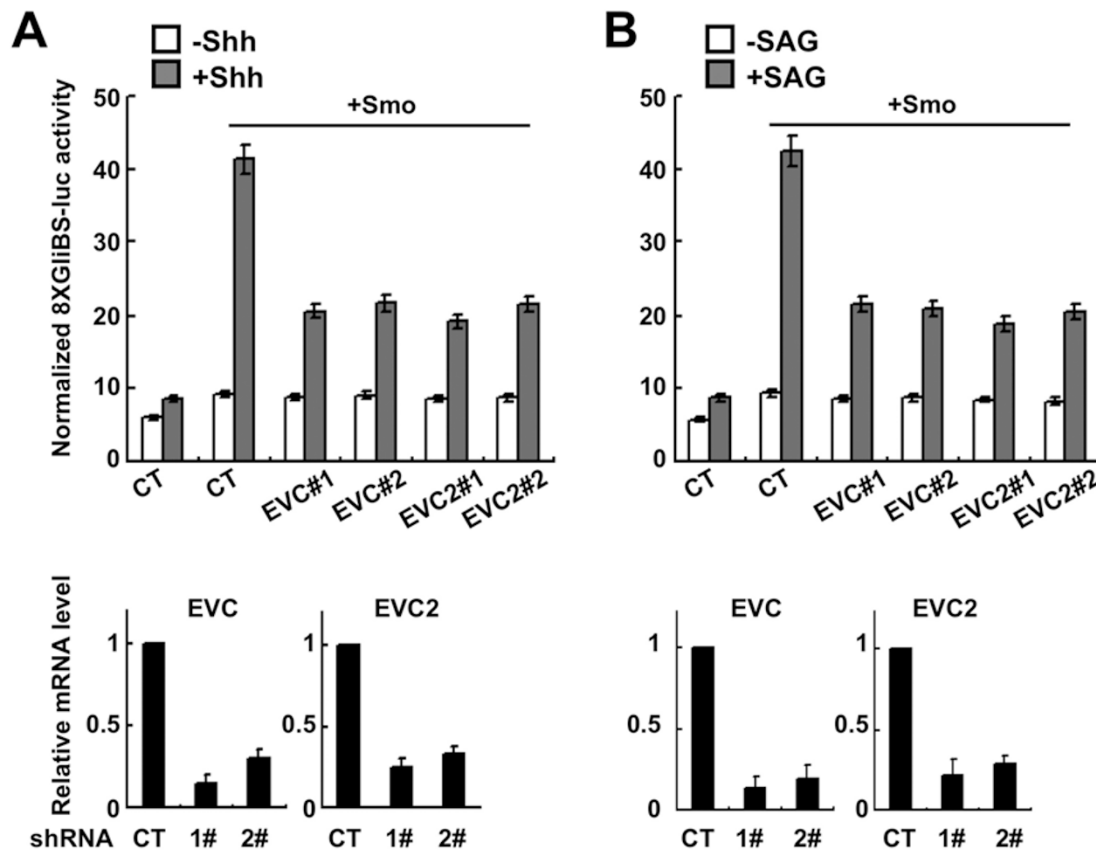 A
-Shh
+Shh
Normalized 8XGliBS-luc activity
50
40
30
20
10
0
+Smo
CT
CT
EVC#1
EVC#2
EVC2#1
EVC2#2
B
-SAG
+SAG
50
40
30
20
10
0
+Smo
CT
CT
EVC#1
EVC#2
EVC2#1
EVC2#2
Relative mRNA level
EVC
1
0.5
0
EVC2
1
0.5
0
shRNA CT 1# 2# CT 1# 2#
EVC
1
0.5
0
CT 1# 2#
EVC2
1
0.5
0
CT 1# 2#